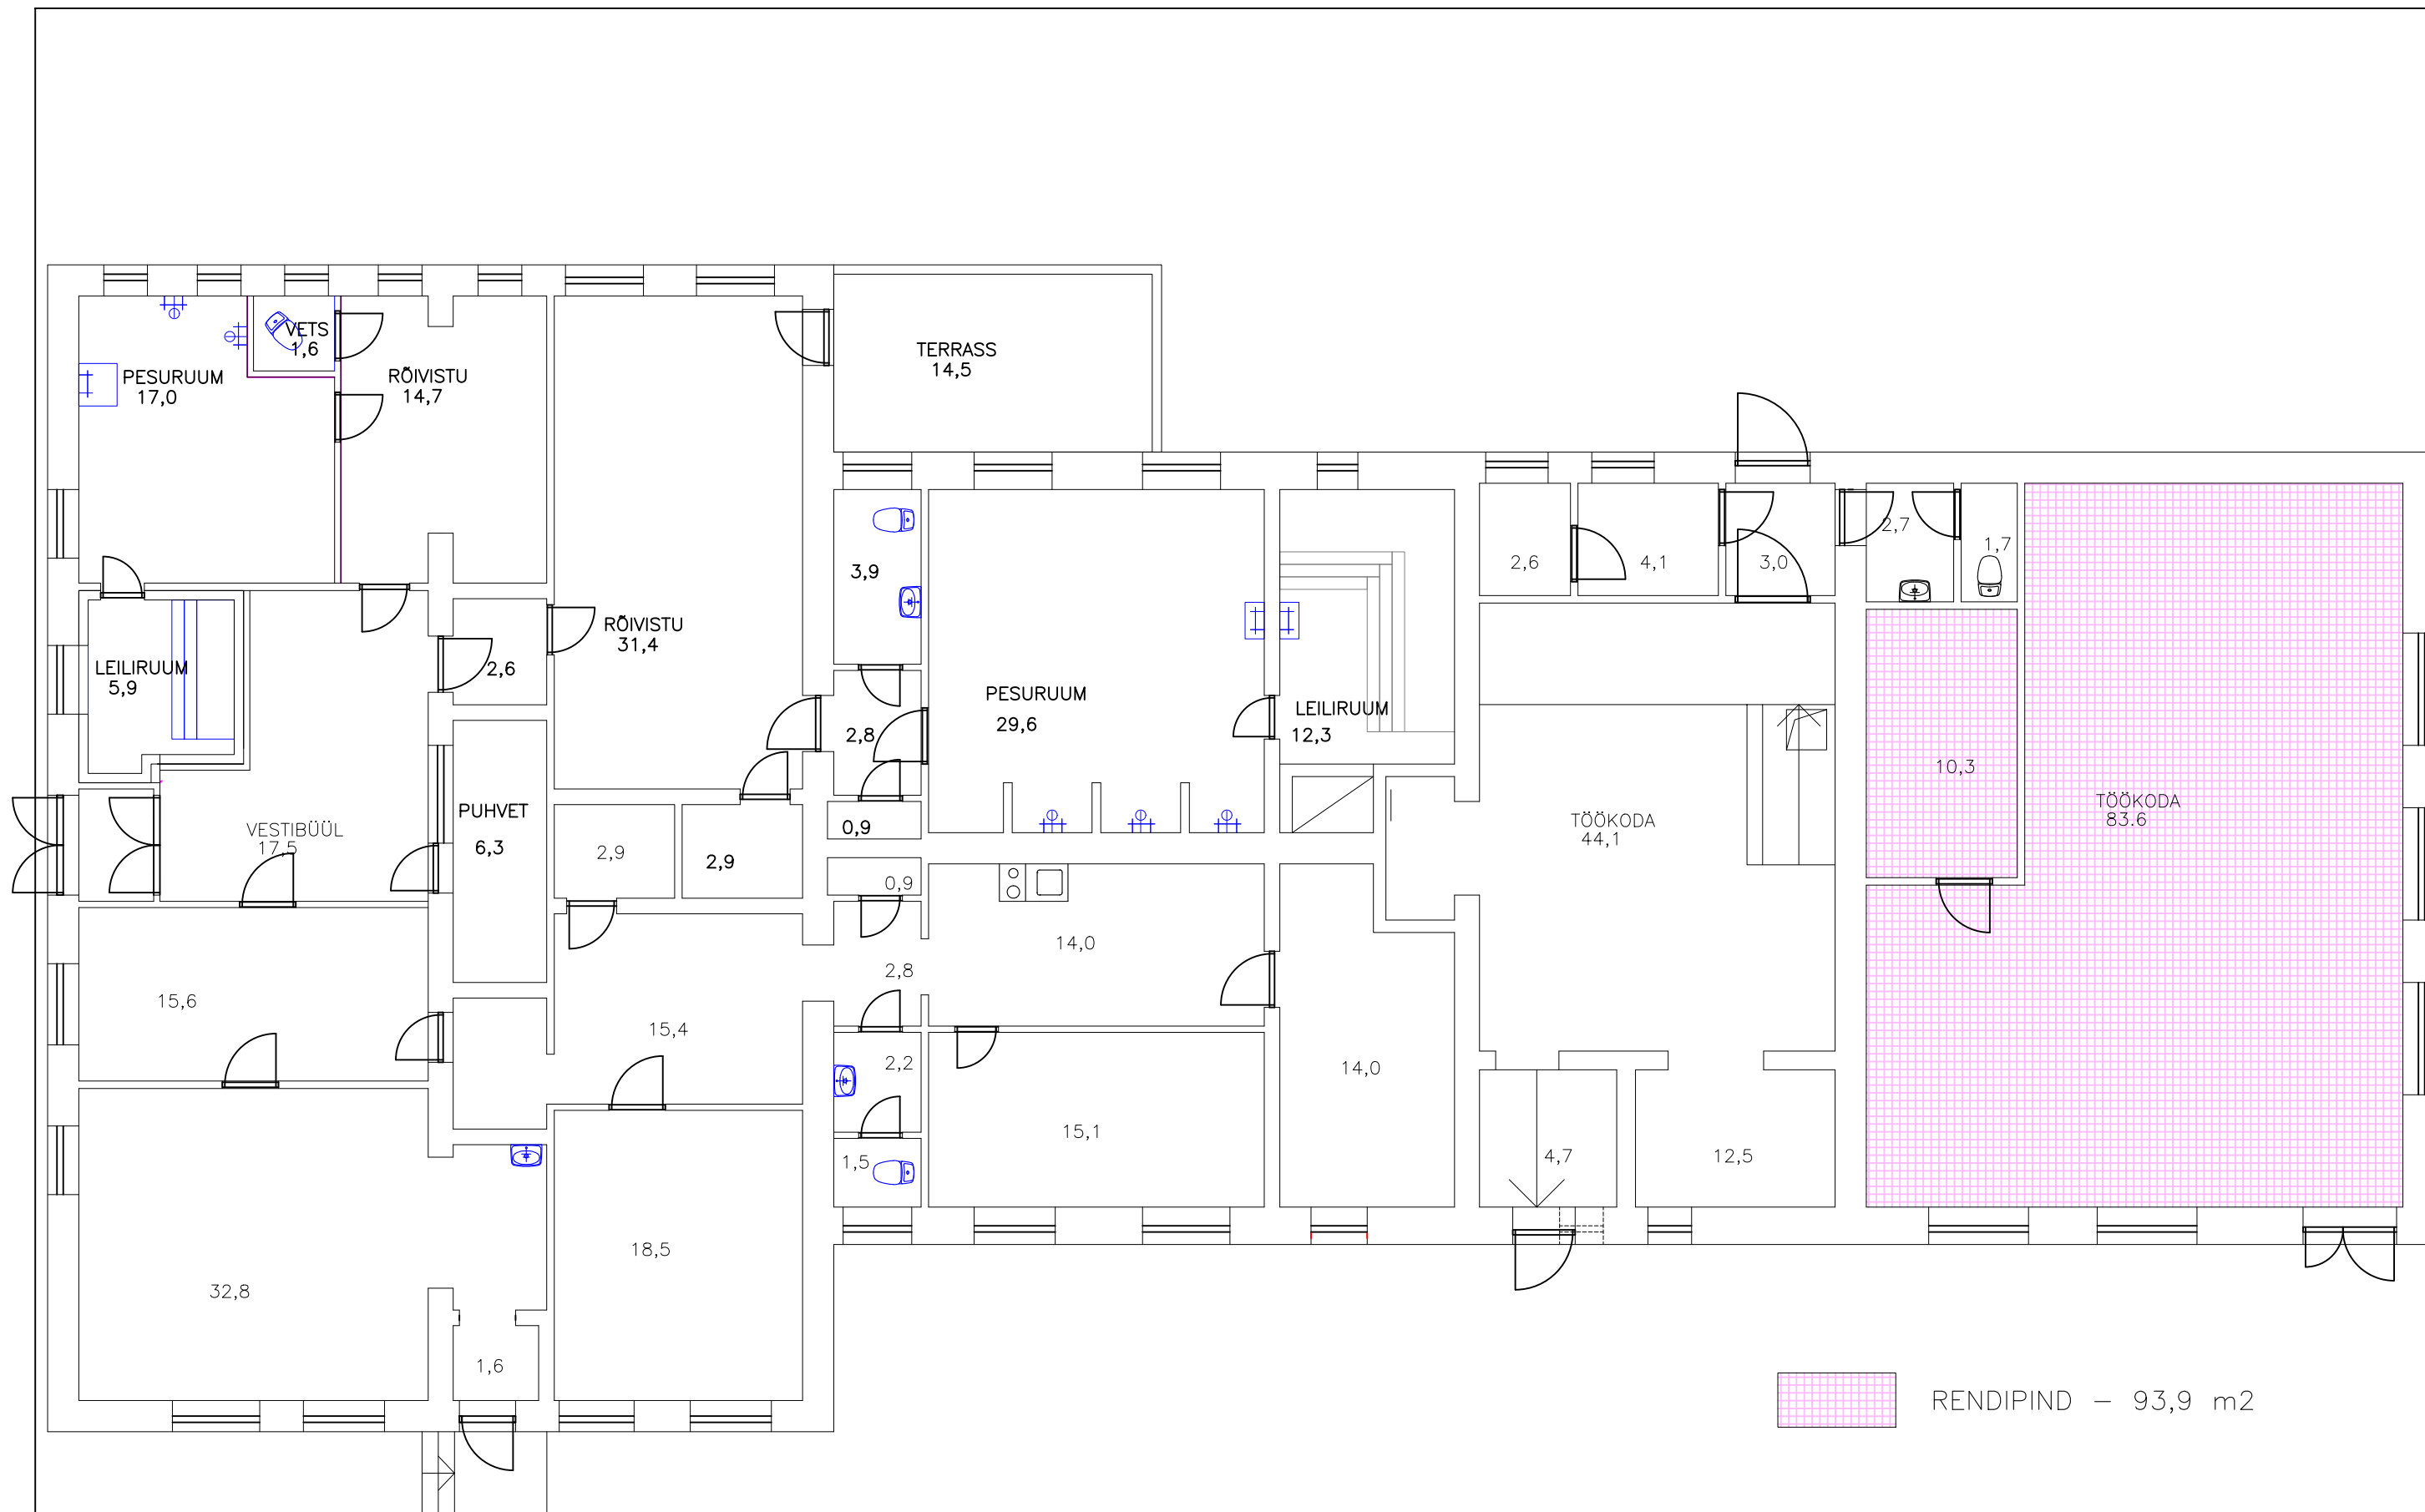 VETS
1,6
PESURUUM
17,0
RÕIVISTU
14,7
TERRASS
14,5
3,9
2,6
4,1
3,0
2,7
1,7
RÕIVISTU
31,4
LEILIRUUM
5,9
2,6
PESURUUM
29,6
LEILIRUUM
12,3
2,8
10,3
TÖÖKODA
83.6
TÖÖKODA
44,1
PUHVET
6,3
VESTIBÜÜL
17,5
0,9
2,9
2,9
0,9
14,0
2,8
15,6
15,4
2,2
14,0
15,1
1,5
4,7
12,5
18,5
32,8
1,6
RENDIPIND – 93,9 m2